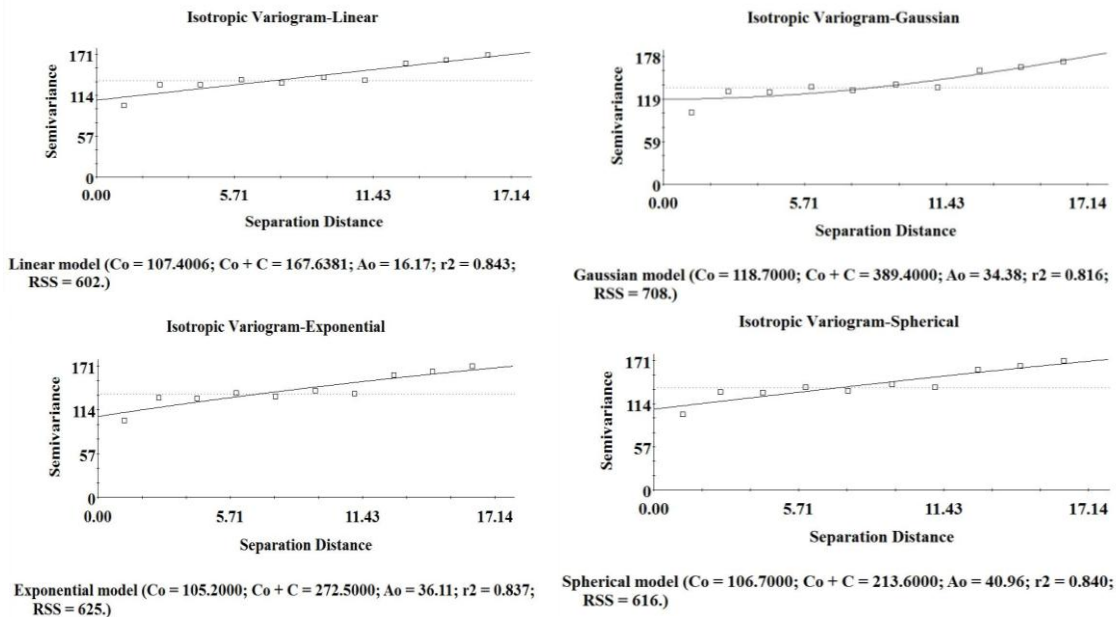 Isotropic Variogram-Linear
171
114
57
0
Semivariance
0.00 5.71 11.43 17.14
Separation Distance
Linear model (Co = 107.4006; Co + C = 167.6381; Ao = 16.17; r2 = 0.843;
RSS = 602.)
Isotropic Variogram-Gaussian
178
119
59
0
Semivariance
0.00 5.71 11.43 17.14
Separation Distance
Gaussian model (Co = 118.7000; Co + C = 389.4000; Ao = 34.38; r2 = 0.816;
RSS = 708.)
Isotropic Variogram-Exponential
171
114
57
0
Semivariance
0.00 5.71 11.43 17.14
Separation Distance
Exponential model (Co = 105.2000; Co + C = 272.5000; Ao = 36.11; r2 = 0.837;
RSS = 625.)
Isotropic Variogram-Spherical
171
114
57
0
Semivariance
0.00 5.71 11.43 17.14
Separation Distance
Spherical model (Co = 106.7000; Co + C = 213.6000; Ao = 40.96; r2 = 0.840;
RSS = 616.)